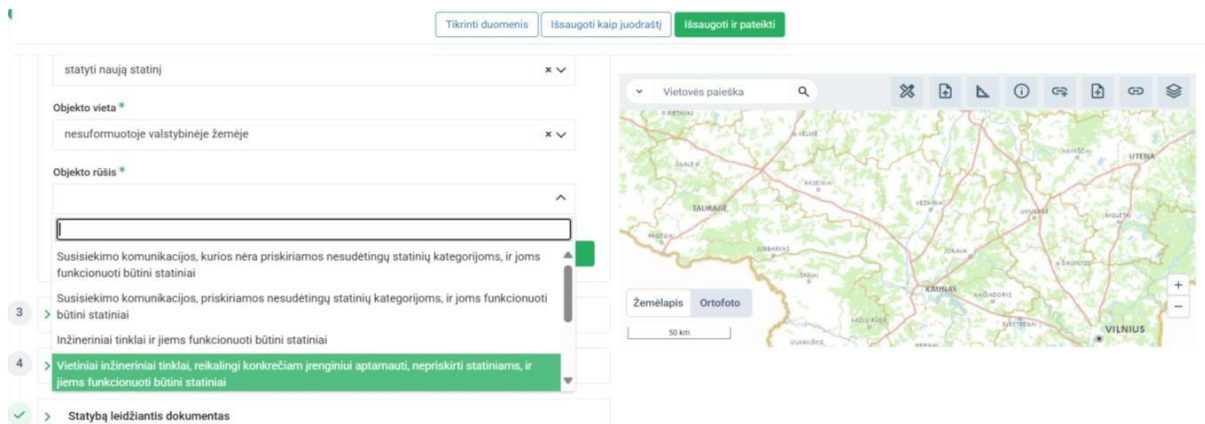 Tikrinti duomenis
Išsaugoti kaip juodraštį
Išsaugoti ir pateikti
statyti naują statinį
Objekto vieta *
nesuformuotoje valstybinėje žemėje
Objekto rūšis *
Susisiekimo komunikacijos, kurios nėra priskiriamos nesudėtingų statinių kategorijoms, ir joms
funkcionuoti būtini statiniai
Susisiekimo komunikacijos, priskiriamos nesudėtingų statinių kategorijoms, ir joms funkcionuoti
būtini statiniai
Inžineriniai tinklai ir jiems funkcionuoti būtini statiniai
Vietiniai inžineriniai tinklai, reikalingi konkrečiam įrenginiui aptarnauti, nepriskirti statiniams, ir
jiems funkcionuoti būtini statiniai
3
4
Statybą leidžiantis dokumentas
Vietovės paieška
UTENA
RASEINIAI
TAURAGĖ
JURBARKAS
JONAVA
KAUNAS
Žemėlapis
Ortofoto
50 km
VILNIUS
+
−